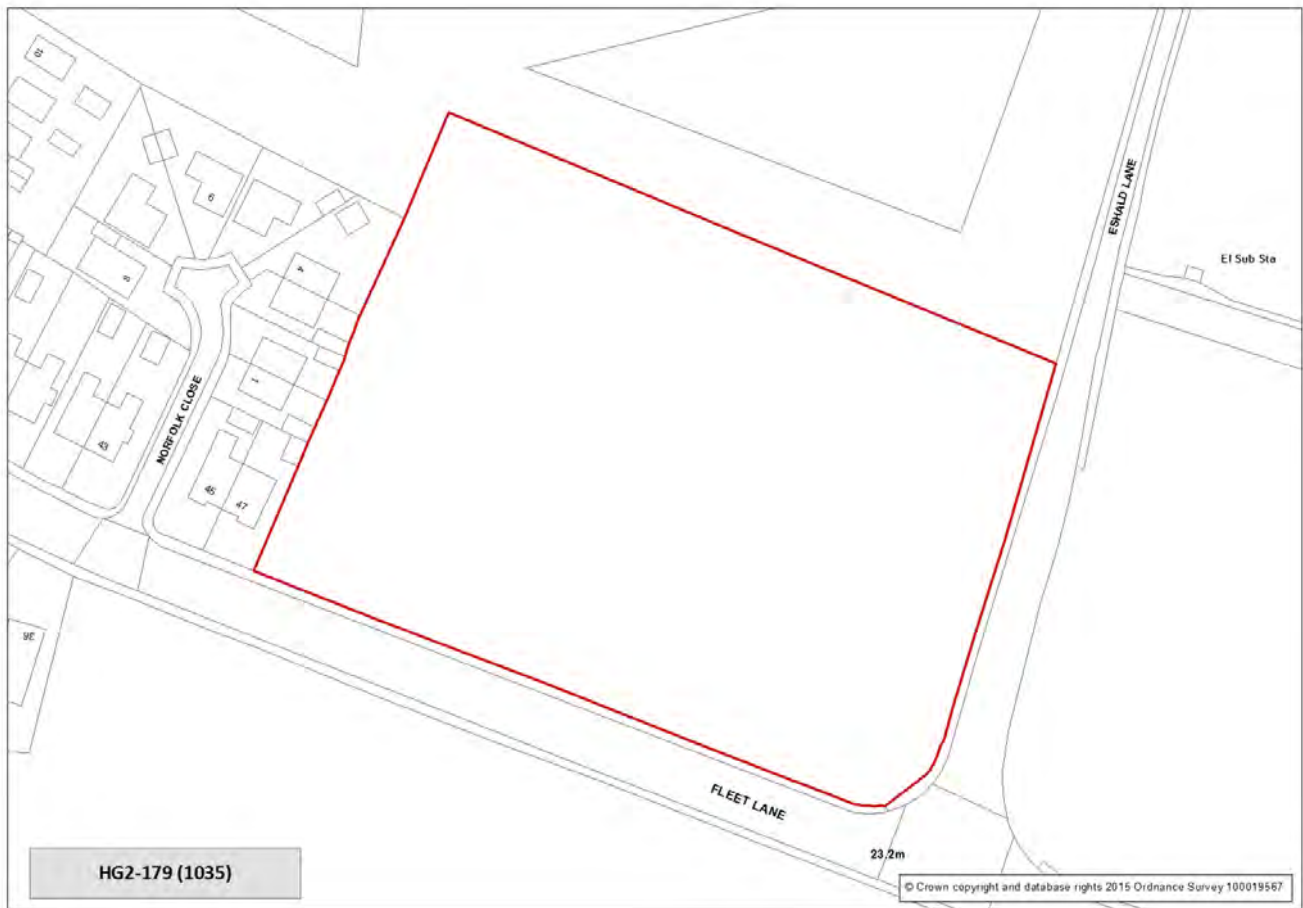 10
6
ESHALD LANE
El Sub Sta
4
8
1
NORFOLK CLOSE
43
45
47
36
FLEET LANE
23.2m
HG2-179 (1035)
© Crown copyright and database rights 2015 Ordnance Survey 100019567